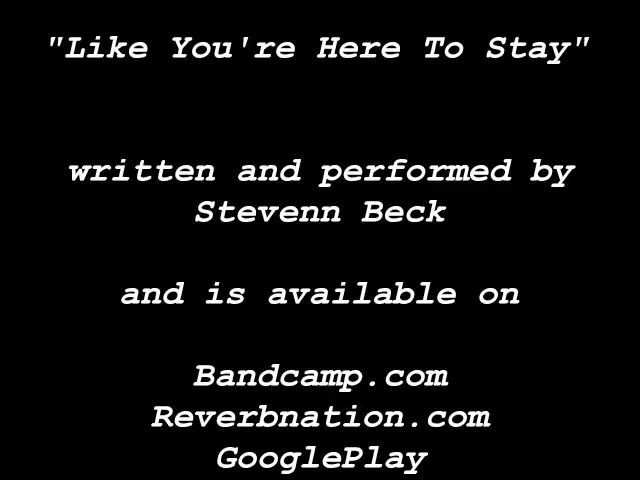 "Like You're Here To Stay"
written and performed by
Stevenn Beck
and is available on
Bandcamp.com
Reverbnation.com
GooglePlay